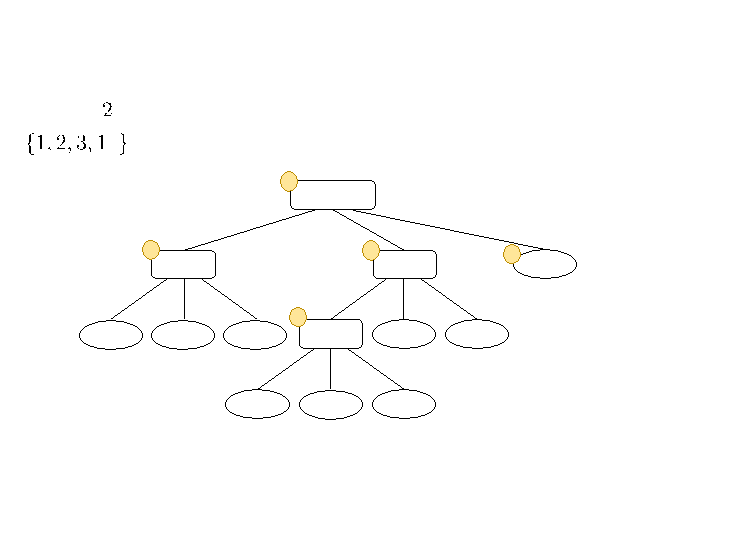 2
{1, 2, 3, 1 }